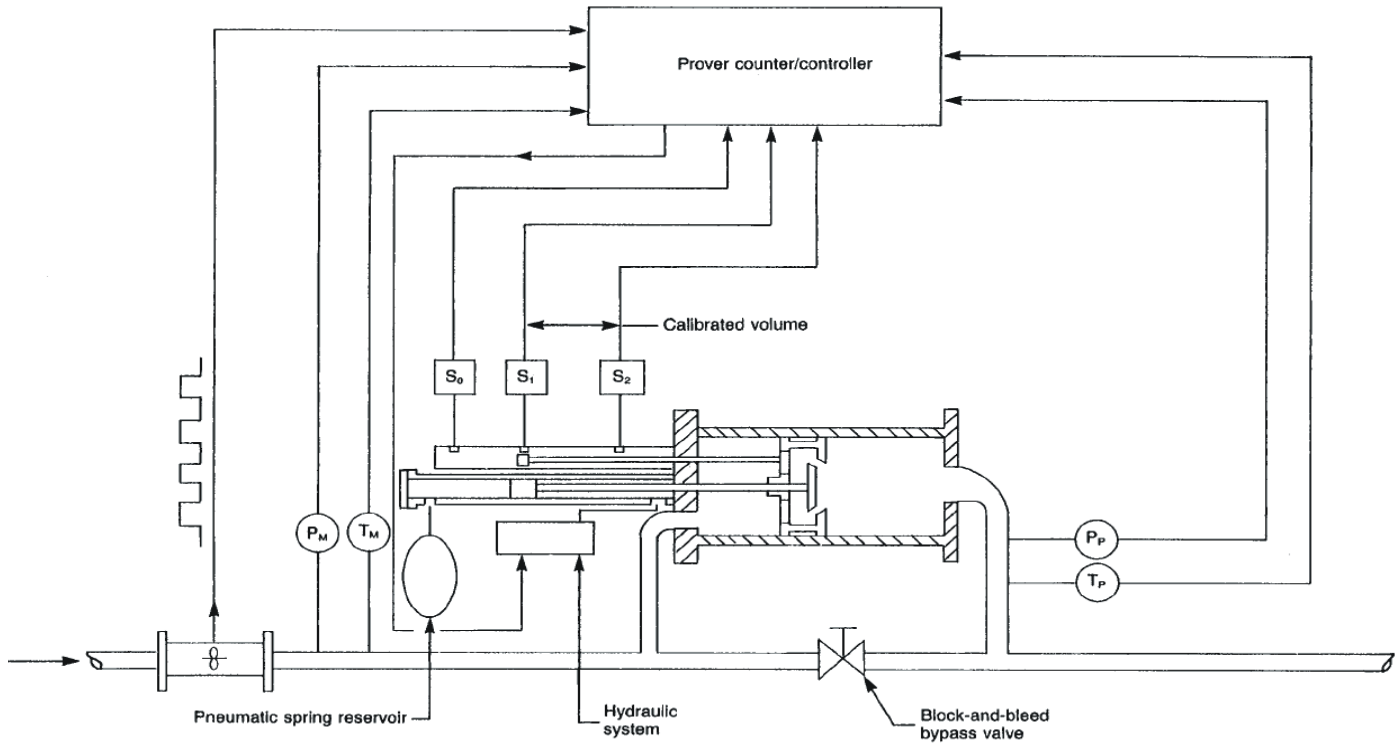 Prover counter/controller
Calibrated volume
S₀
S₁
S₂
P_M
T_M
P_P
T_P
Pneumatic spring reservoir
Hydraulic
system
Block-and-bleed
bypass valve